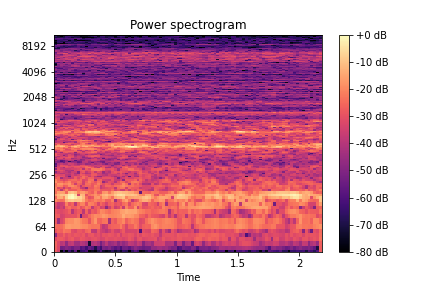 Power spectrogram
Hz
8192
4096
2048
1024
512
256
128
64
0
0
0.5
1
1.5
2
Time
+0 dB
-10 dB
-20 dB
-30 dB
-40 dB
-50 dB
-60 dB
-70 dB
-80 dB